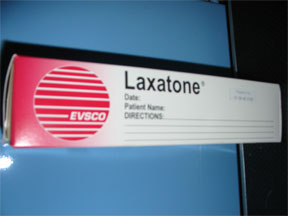 Laxatone®
Date:
Patient Name:
DIRECTIONS:
EVSCO